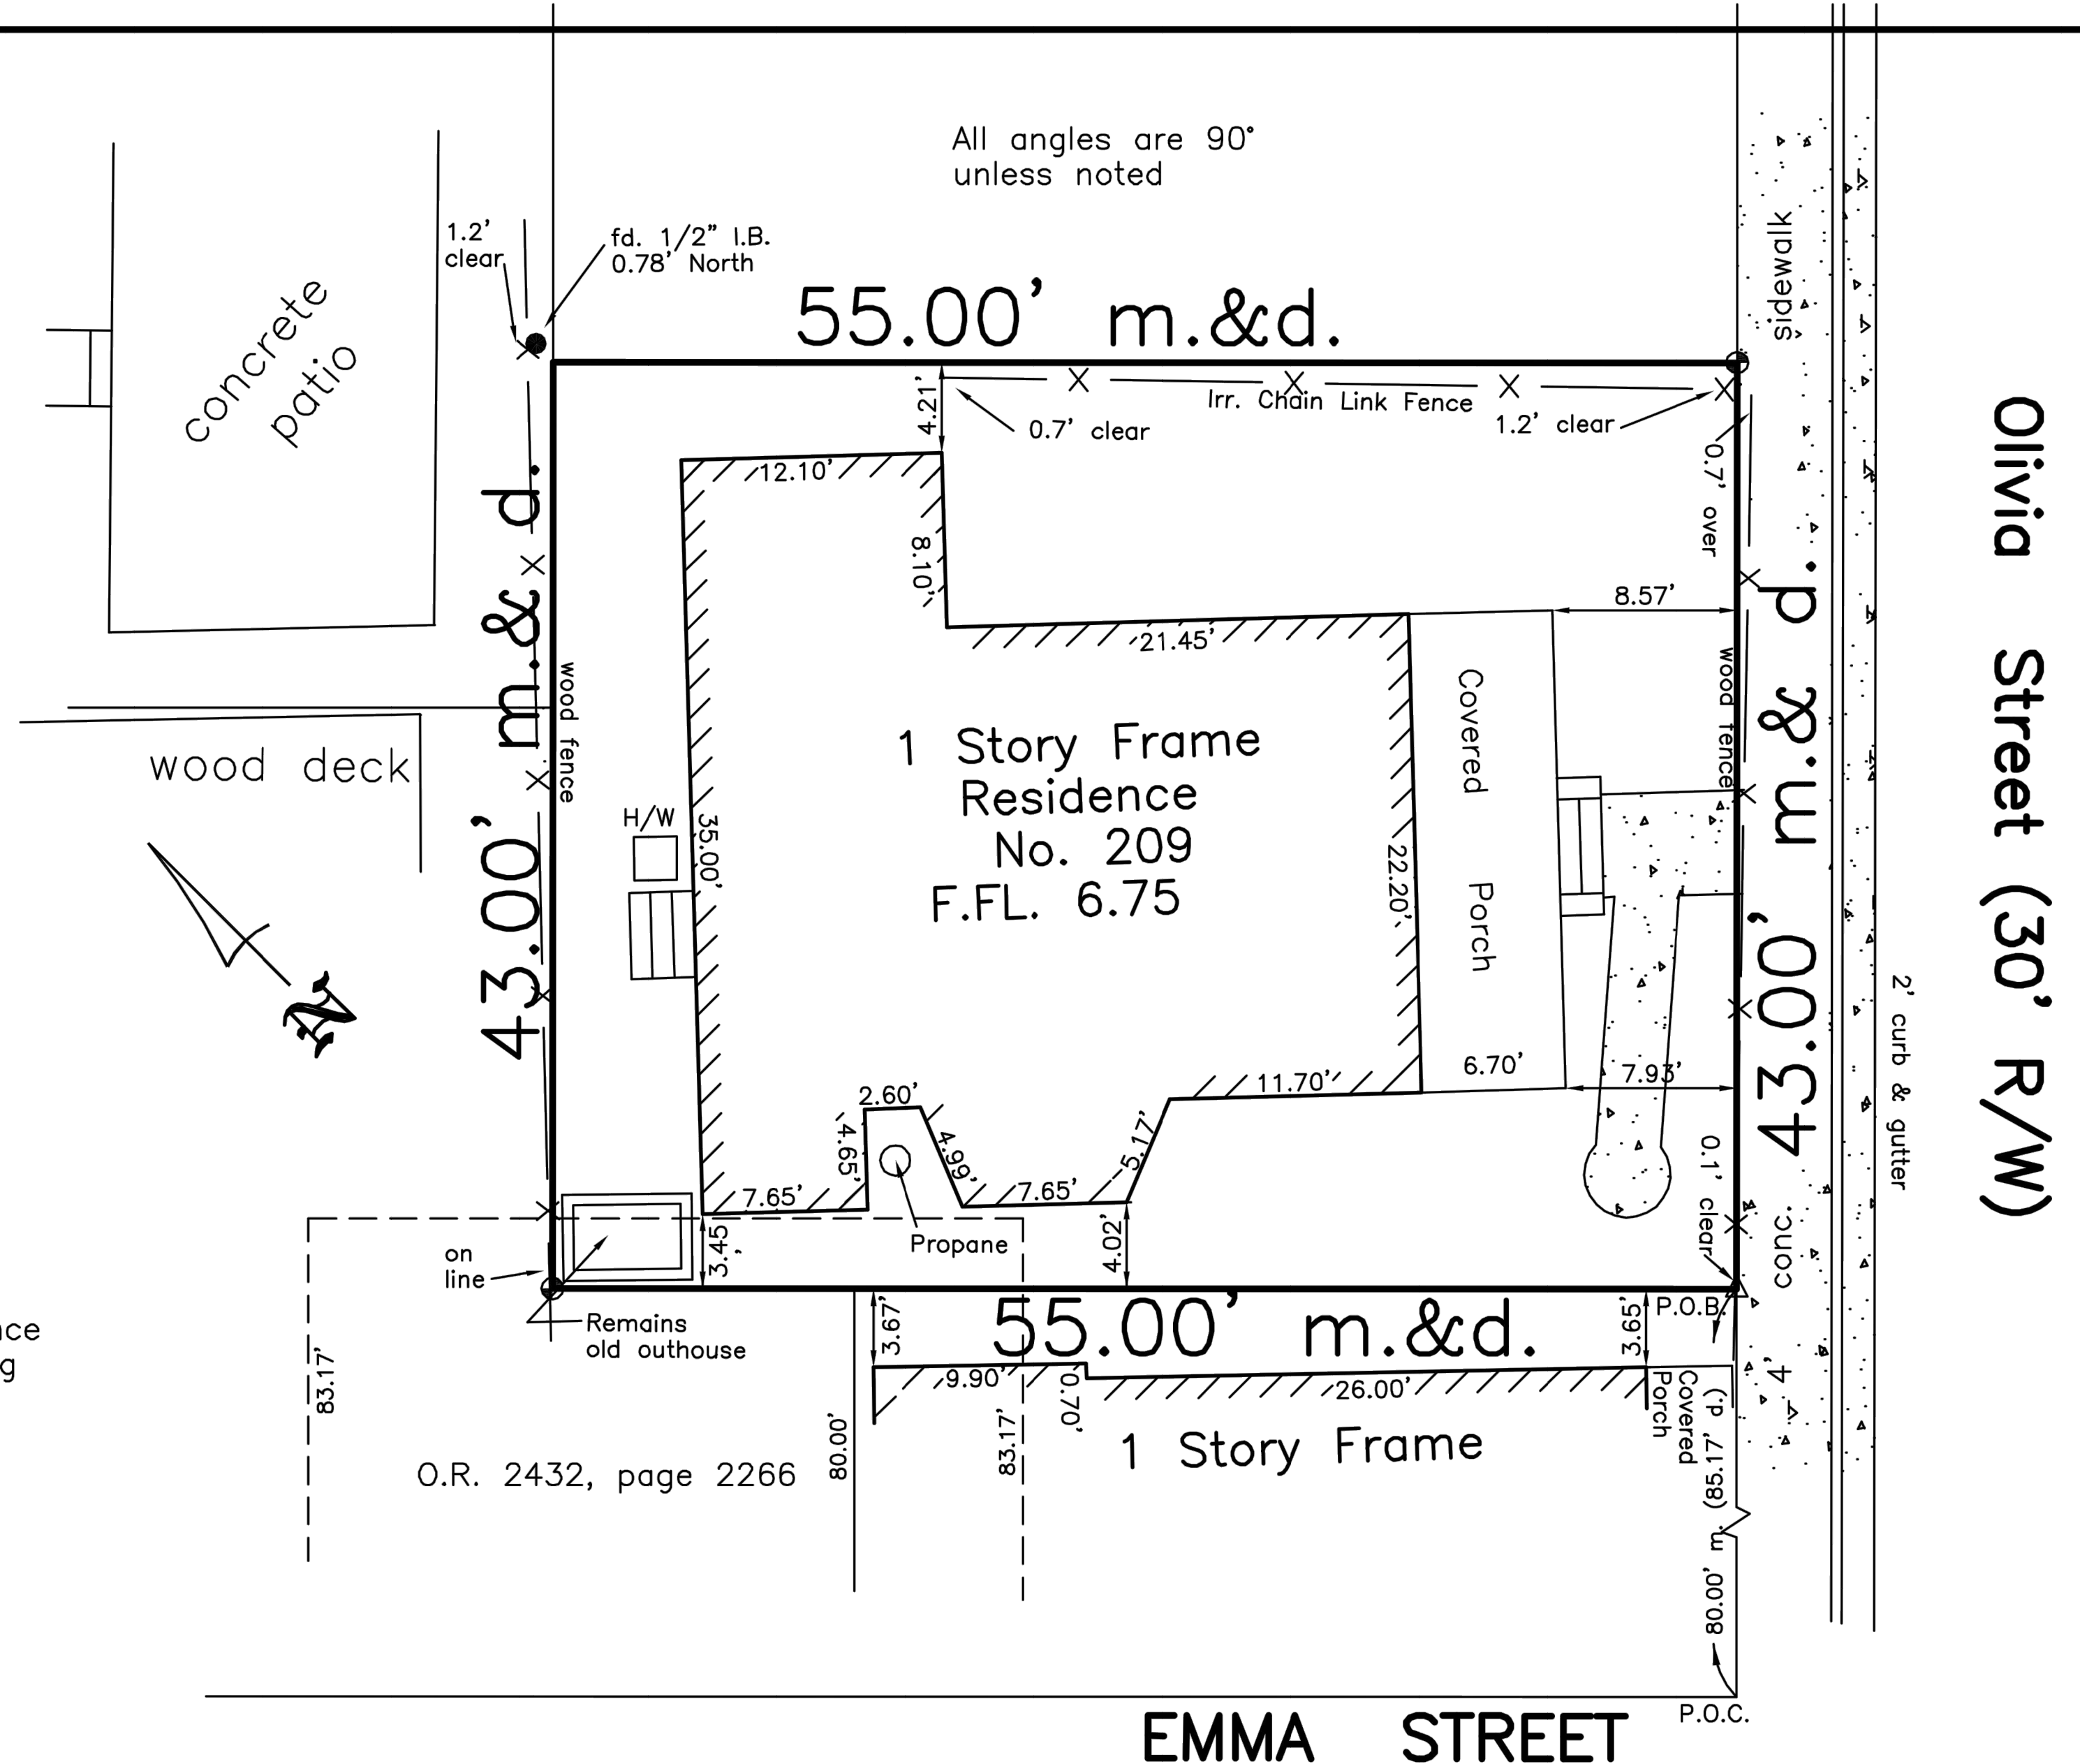 All angles are 90°
unless noted
1.2'
clear
fd. 1/2" I.B.
0.78' North
concrete
patio
55.00' m.&d.
sidewalk
4.21'
Irr. Chain Link Fence
0.7' clear
1.2' clear
0.7' over
12.10'
8.10'
21.45'
8.57'
43.00' m.&d.
wood fence
wood deck
N
H/W
35.00'
1 Story Frame
Residence
No. 209
F.FL. 6.75
Covered Porch
22.20'
wood fence
43.00' m.& d.
Olivia Street (30' R/W)
2' curb & gutter
6.70'
7.93'
11.70'
2.60'
4.65'
4.99'
5.17'
7.65'
7.65'
Propane
3.45'
4.02'
0.1' clear
4' conc.
on
line
Remains
old outhouse
P.O.B.
55.00' m.&d.
3.67'
3.65'
9.90'
0.70'
26.00'
Covered
Porch
1 Story Frame
83.17'
80.00'
83.17'
O.R. 2432, page 2266
80.00' m. (85.17' d.)
P.O.C.
EMMA STREET